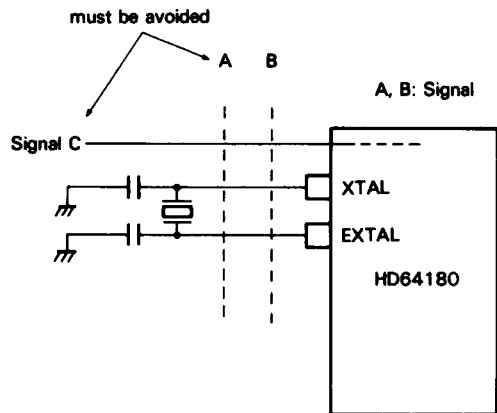 must be avoided
A B
A, B: Signal
Signal C
XTAL
EXTAL
HD64180